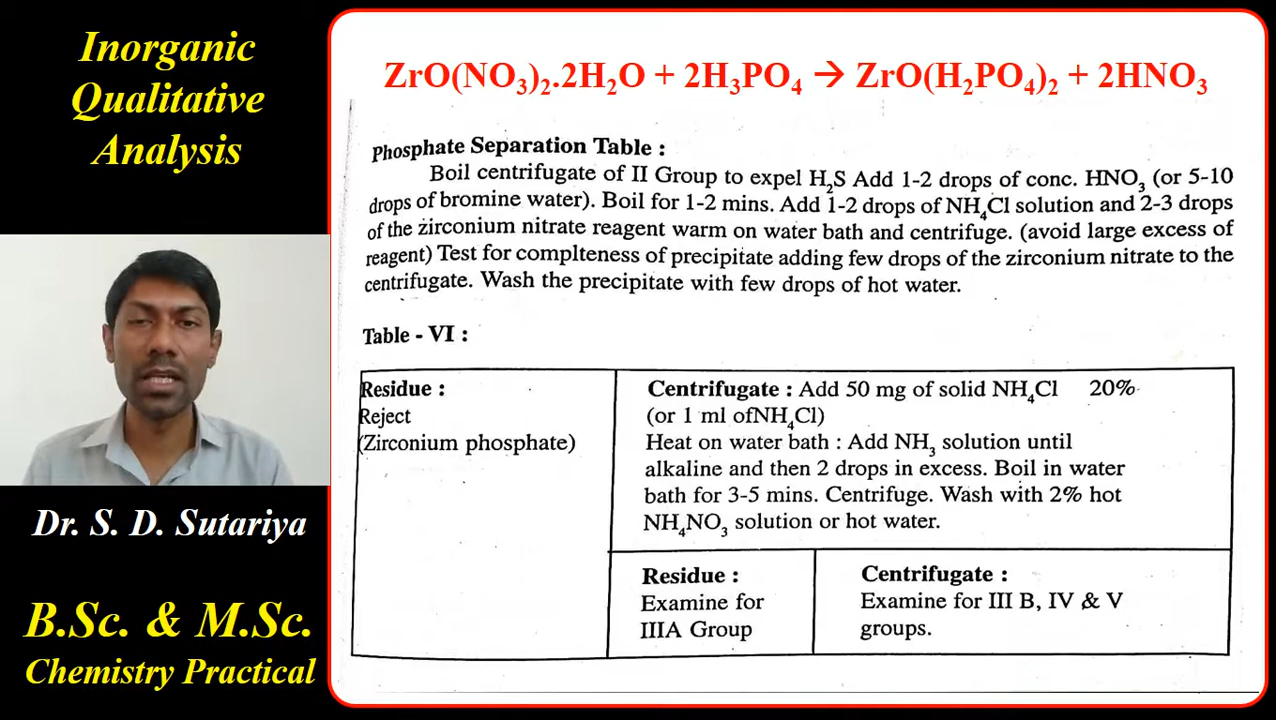 Inorganic
Qualitative
Analysis
Dr. S. D. Sutariya
B.Sc. & M.Sc.
Chemistry Practical
ZrO(NO₃)₂.2H₂O + 2H₃PO₄ → ZrO(H₂PO₄)₂ + 2HNO₃
Phosphate Separation Table :
Boil centrifugate of II Group to expel H₂S Add 1-2 drops of conc. HNO₃ (or 5-10
drops of bromine water). Boil for 1-2 mins. Add 1-2 drops of NH₄Cl solution and 2-3 drops
of the zirconium nitrate reagent warm on water bath and centrifuge. (avoid large excess of
reagent) Test for complteness of precipitate adding few drops of the zirconium nitrate to the
centrifugate. Wash the precipitate with few drops of hot water.
Table - VI :
Residue :
Reject
(Zirconium phosphate)
Centrifugate : Add 50 mg of solid NH₄Cl 20%
(or 1 ml ofNH₄Cl)
Heat on water bath : Add NH₃ solution until
alkaline and then 2 drops in excess. Boil in water
bath for 3-5 mins. Centrifuge. Wash with 2% hot
NH₄NO₃ solution or hot water.
Residue :
Examine for
IIIA Group
Centrifugate :
Examine for III B, IV & V
groups.